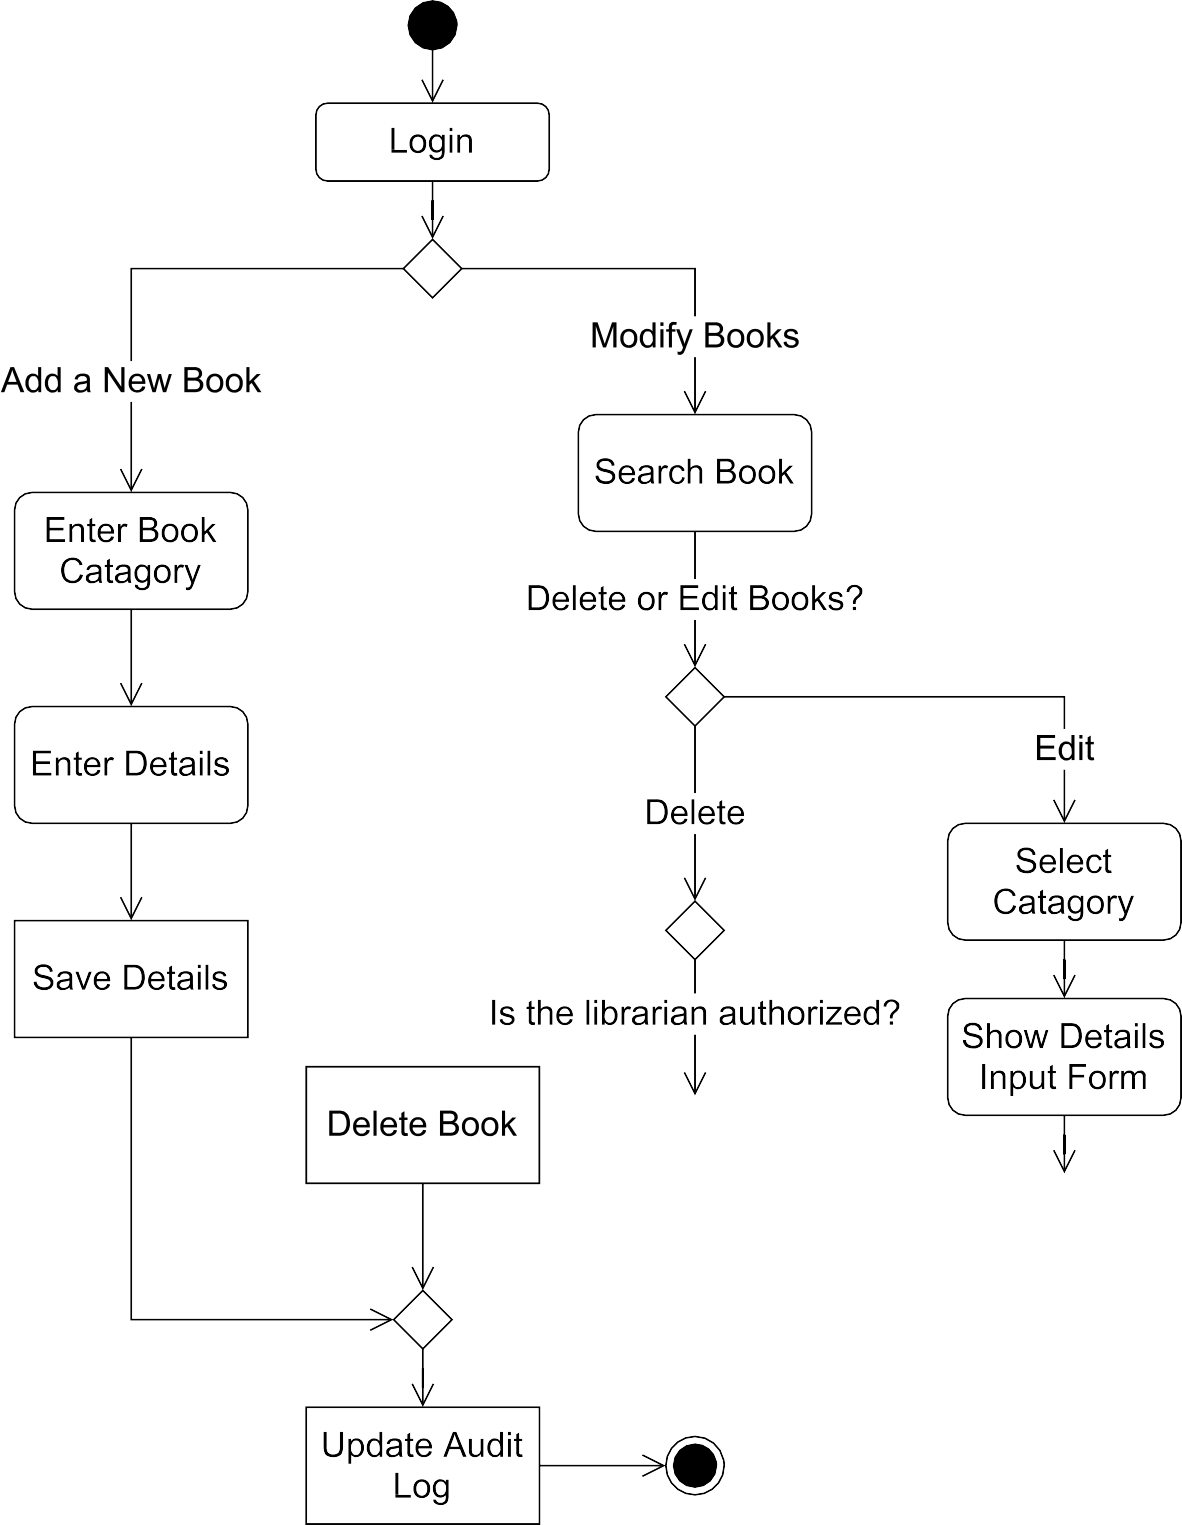 Login
Modify Books
Add a New Book
Search Book
Enter Book
Catagory
Delete or Edit Books?
Enter Details
Edit
Delete
Select
Catagory
Save Details
Is the librarian authorized?
Show Details
Input Form
Delete Book
Update Audit
Log